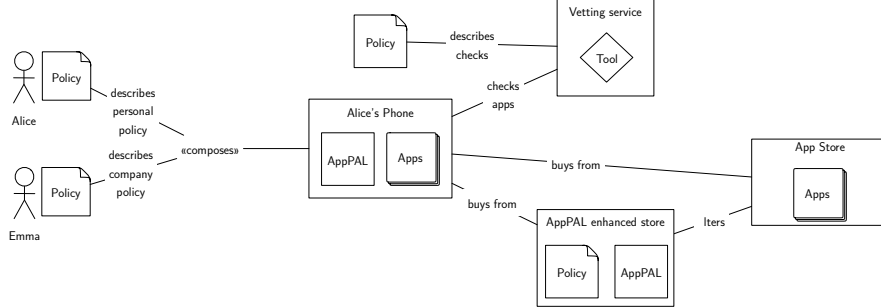 Vetting service
Policy
describes
checks
Tool
Policy
describes
personal
policy
Alice
checks
apps
Alice's Phone
AppPAL
Apps
«composes»
describes
company
policy
Policy
Emma
buys from
App Store
Apps
buys from
AppPAL enhanced store
lters
Policy
AppPAL